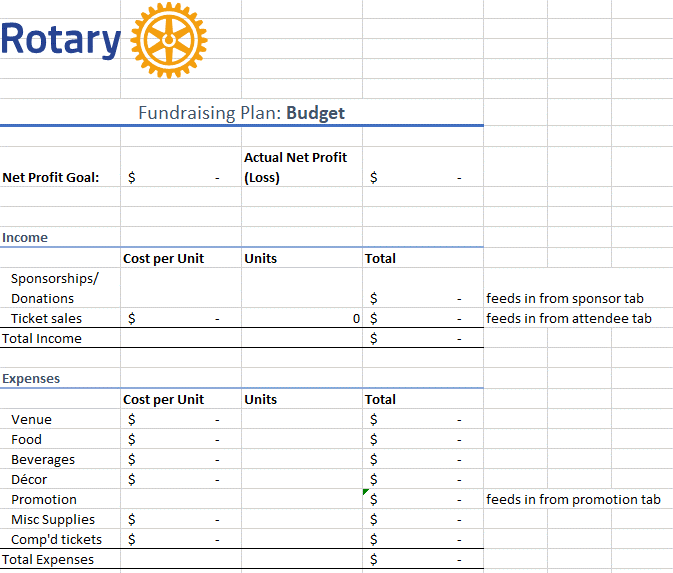 Rotary
Fundraising Plan: Budget
Actual Net Profit
Net Profit Goal: $ - (Loss) $ -
Income
Cost per Unit Units Total
Sponsorships/
Donations $ - feeds in from sponsor tab
Ticket sales $ - 0 $ - feeds in from attendee tab
Total Income $ -
Expenses
Cost per Unit Units Total
Venue $ - $ -
Food $ - $ -
Beverages $ - $ -
Décor $ - $ -
Promotion $ - feeds in from promotion tab
Misc Supplies $ - $ -
Comp'd tickets $ - $ -
Total Expenses $ -